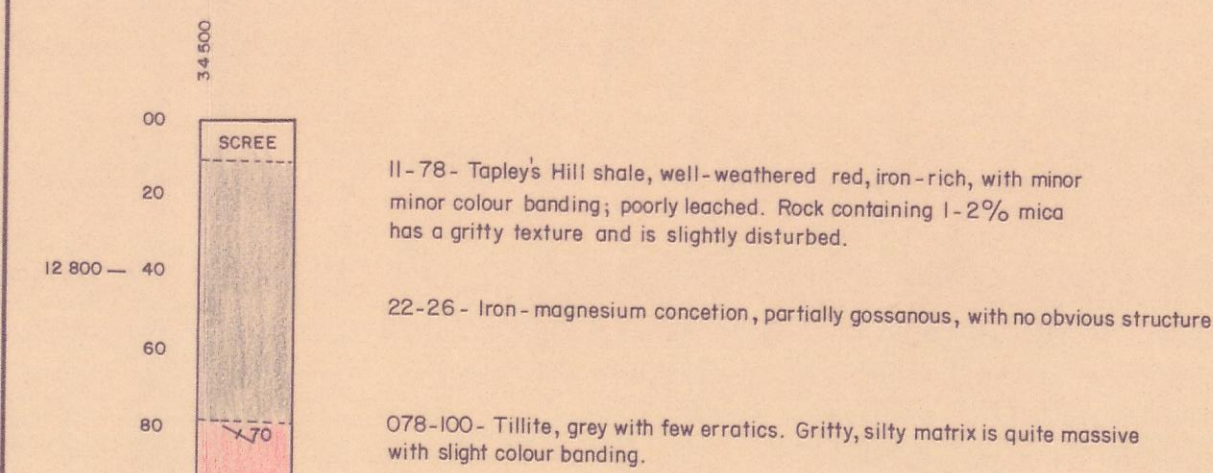 34500
00
SCREE
11-78- Tapley's Hill shale, well-weathered red, iron-rich, with minor
20
minor colour banding; poorly leached. Rock containing 1-2% mica
has a gritty texture and is slightly disturbed.
12 800 — 40
22-26- Iron-magnesium concetion, partially gossanous, with no obvious structure
60
80
70
078-100- Tillite, grey with few erratics. Gritty, silty matrix is quite massive
with slight colour banding.